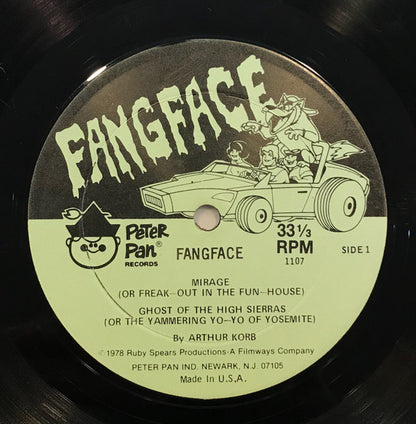 FANGFACE
PETER
PAN®
RECORDS
FANGFACE
33 1/3
RPM
1107
SIDE 1
MIRAGE
(OR FREAK-OUT IN THE FUN-HOUSE)
GHOST OF THE HIGH SIERRAS
(OR THE YAMMERING YO-YO OF YOSEMITE)
By ARTHUR KORB
© 1978 Ruby Spears Productions-A Filmways Company
PETER PAN IND. NEWARK, N.J. 07105
Made in U.S.A.